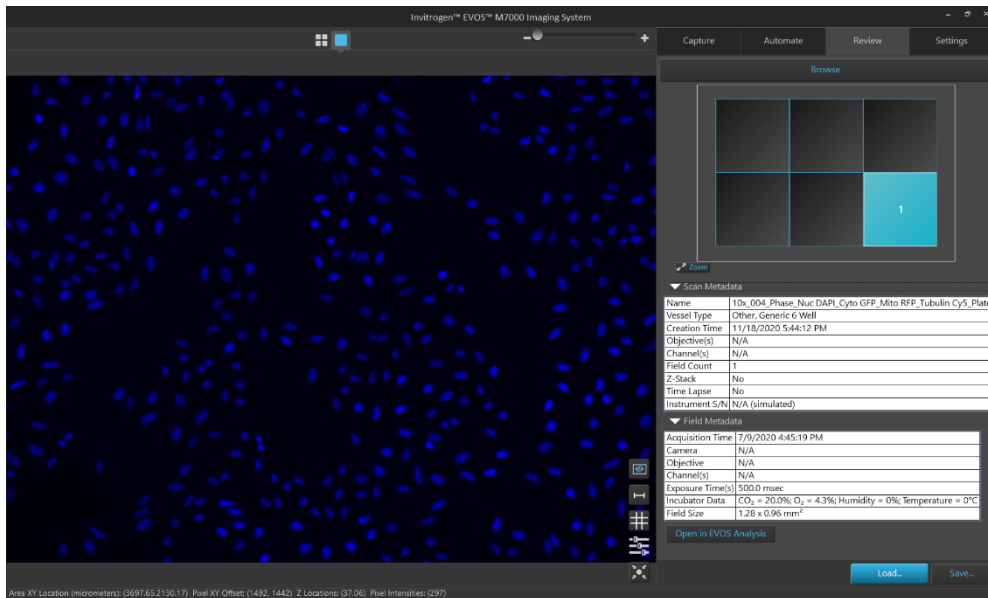 Invitrogen™ EVOS™ M7000 Imaging System
Capture Automate Review Settings
Browse
1
Zoom
Scan Metadata
Name 10x_004_Phase_Nuc DAPI_Cyto GFP_Mito RFP_Tubulin Cy5_Plate
Vessel Type Other, Generic 6 Well
Creation Time 11/18/2020 5:44:12 PM
Objective(s) N/A
Channel(s) N/A
Field Count 1
Z-Stack No
Time Lapse No
Instrument S/N N/A (simulated)
Field Metadata
Acquisition Time 7/9/2020 4:45:19 PM
Camera N/A
Objective N/A
Channel(s) N/A
Exposure Time(s) 500.0 msec
Incubator Data CO₂ = 20.0%; O₂ = 4.3%; Humidity = 0%; Temperature = 0°C
Field Size 1.28 x 0.96 mm²
Open in EVOS Analysis
Load... Save...
Area XY Location (micrometers): (3697.65,2130.17) Pixel XY Offset: (1492, 1442) Z Locations: (37.06) Pixel Intensities: (297)